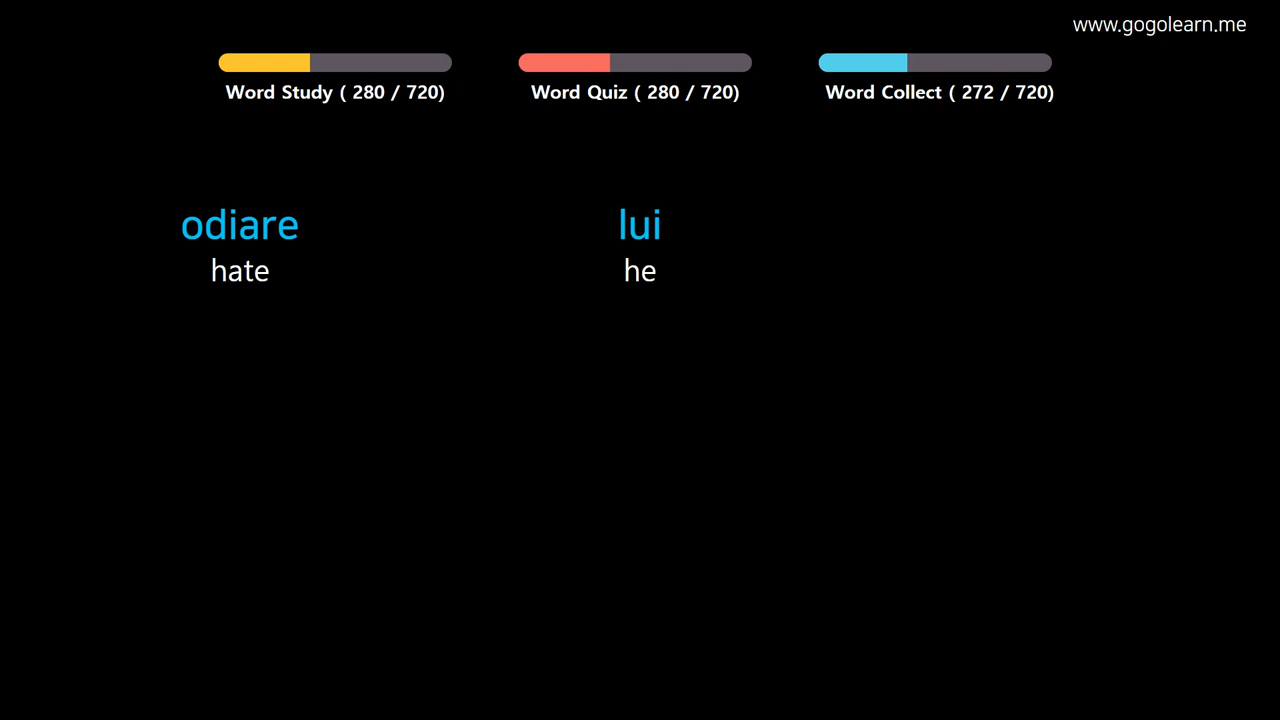 www.gogolearn.me
Word Study ( 280 / 720)
Word Quiz ( 280 / 720)
Word Collect ( 272 / 720)
odiare
hate
lui
he